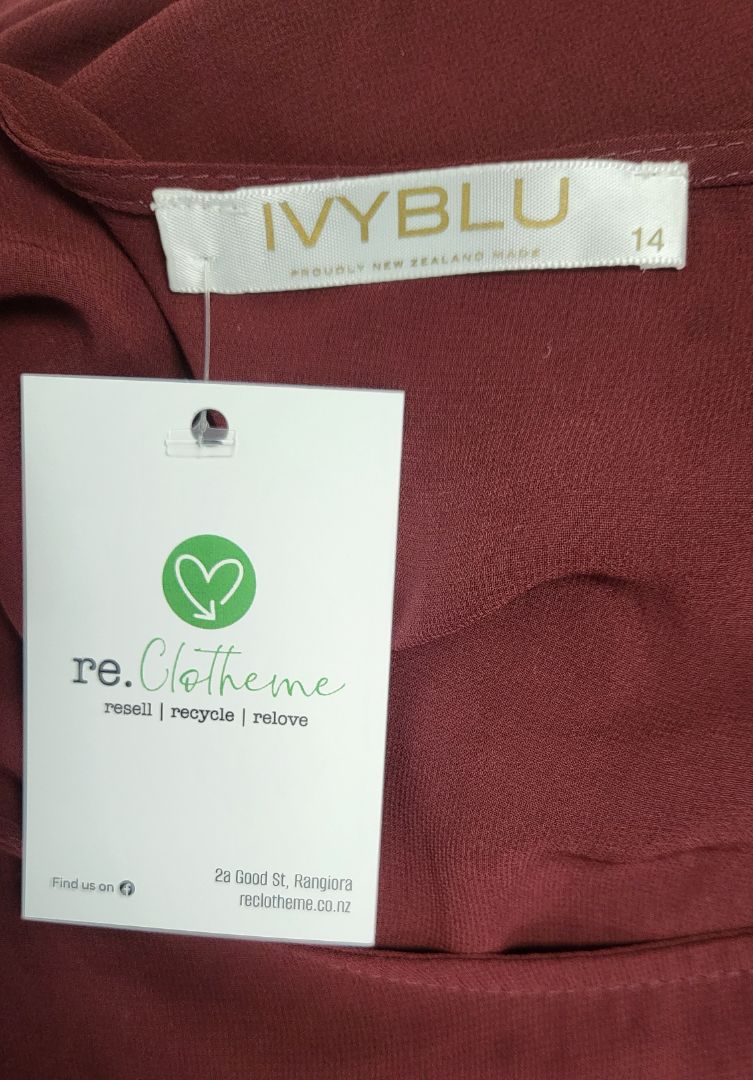 IVYBLU
14
PROUDLY NEW ZEALAND MADE
re.Clotheme
resell | recycle | relove
Find us on
2a Good St, Rangiora
reclotheme.co.nz